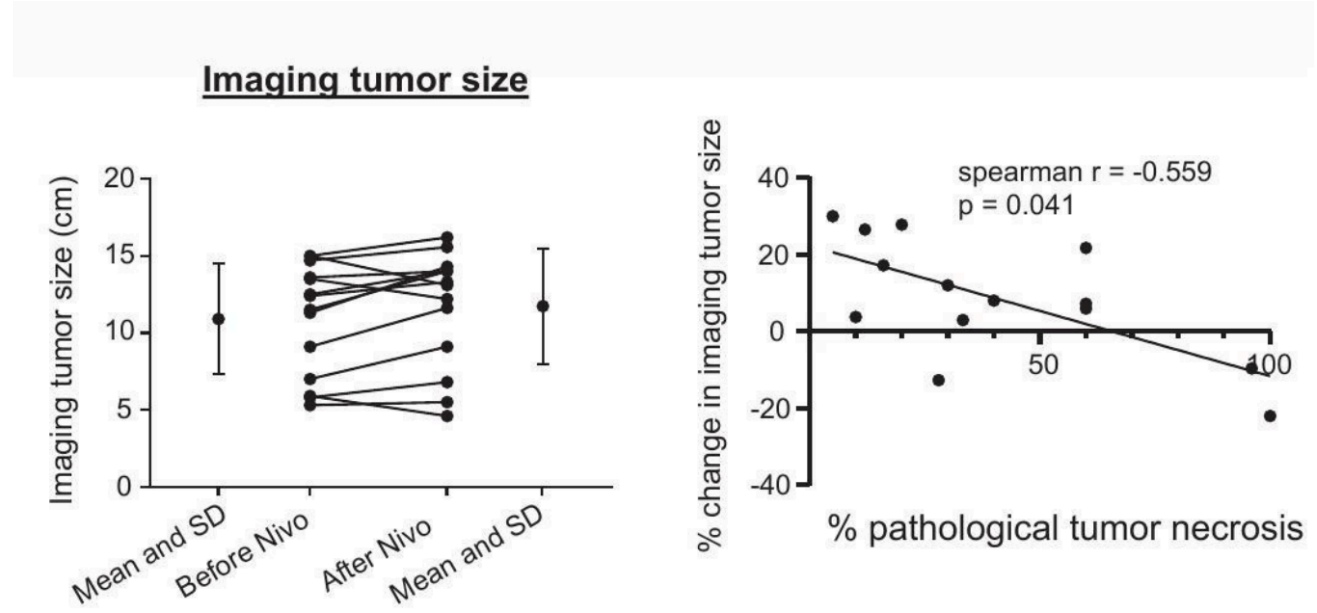 Imaging tumor size
Imaging tumor size (cm)
20
15
10
5
0
Mean and SD
Before Nivo
After Nivo
Mean and SD
% change in imaging tumor size
40
20
0
-20
-40
spearman r = -0.559
p = 0.041
50
100
% pathological tumor necrosis